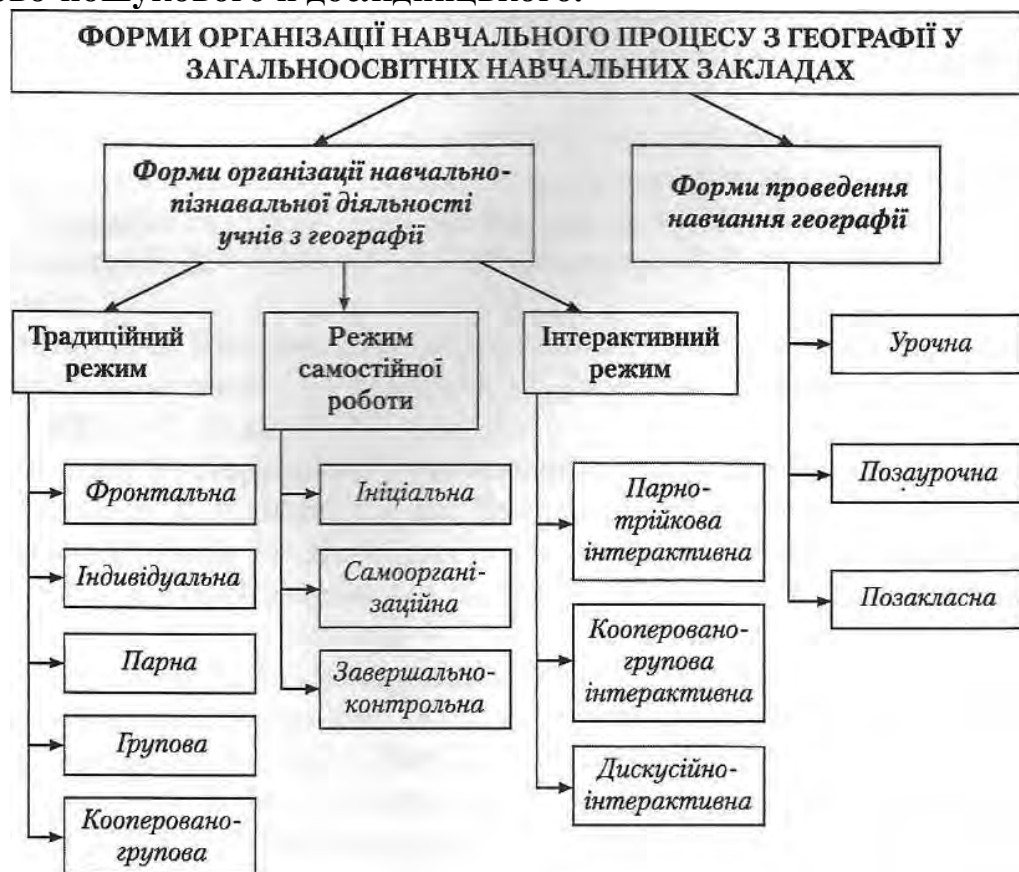 ФОРМИ ОРГАНІЗАЦІЇ НАВЧАЛЬНОГО ПРОЦЕСУ З ГЕОГРАФІЇ У
ЗАГАЛЬНООСВІТНІХ НАВЧАЛЬНИХ ЗАКЛАДАХ
Форми організації навчально-
пізнавальної діяльності
учнів з географії
Форми проведення
навчання географії
Традиційний
режим
Фронтальна
Індивідуальна
Парна
Групова
Кооперовано-
групова
Режим
самостійної
роботи
Ініціальна
Самооргані-
заційна
Завершально-
контрольна
Інтерактивний
режим
Парно-
трійкова
інтерактивна
Кооперовано-
групова
інтерактивна
Дискусійно-
інтерактивна
Урочна
Позаурочна
Позакласна